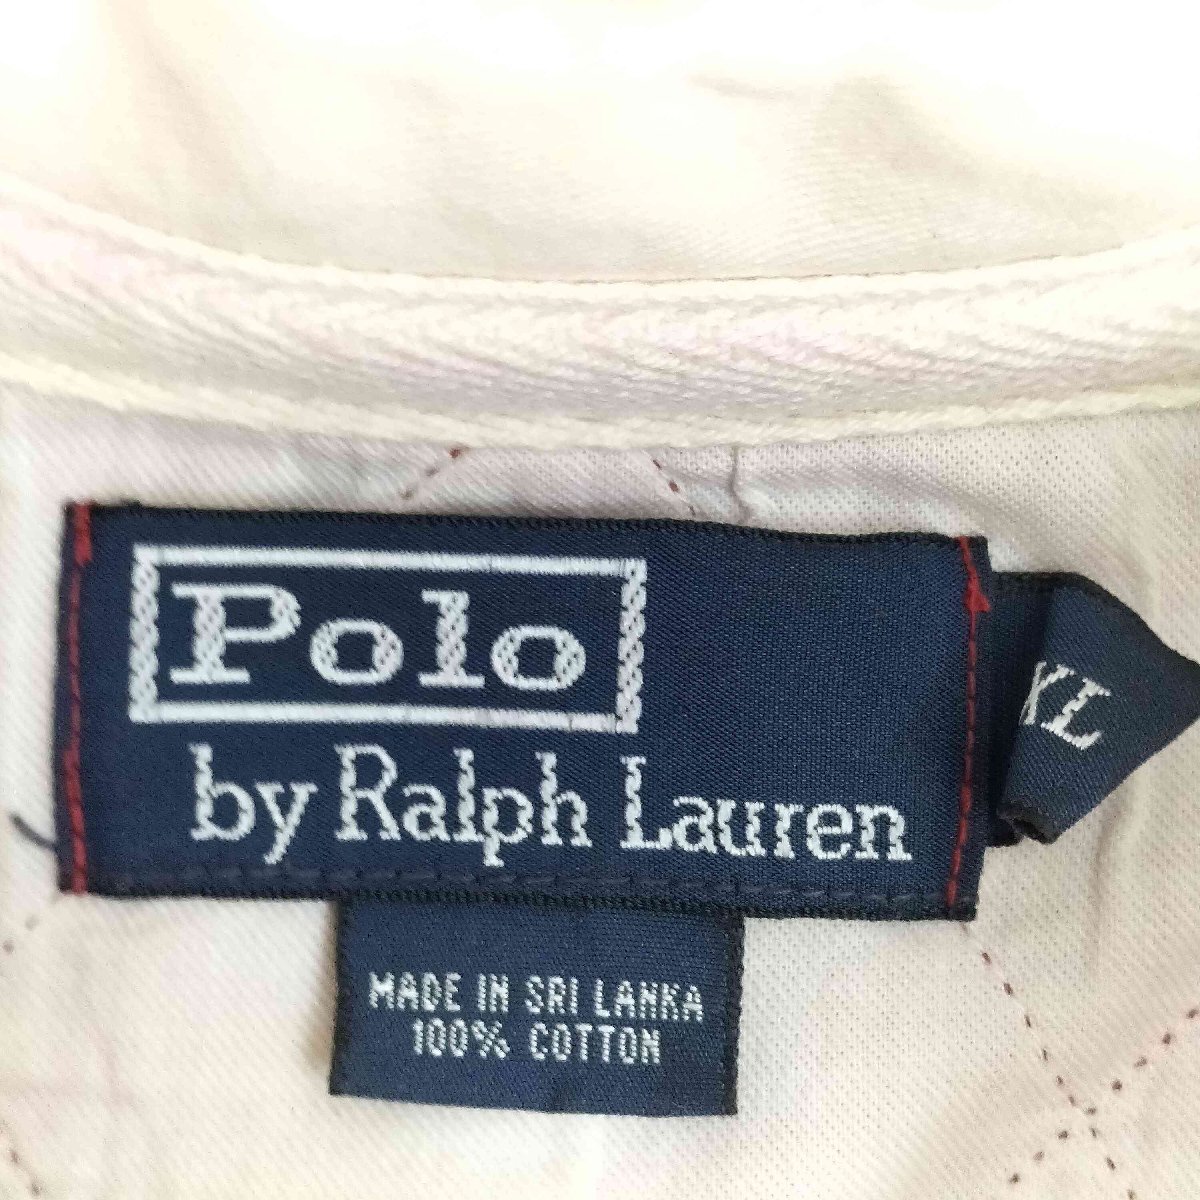 Polo
by Ralph Lauren
XL
MADE IN SRI LANKA
100% COTTON